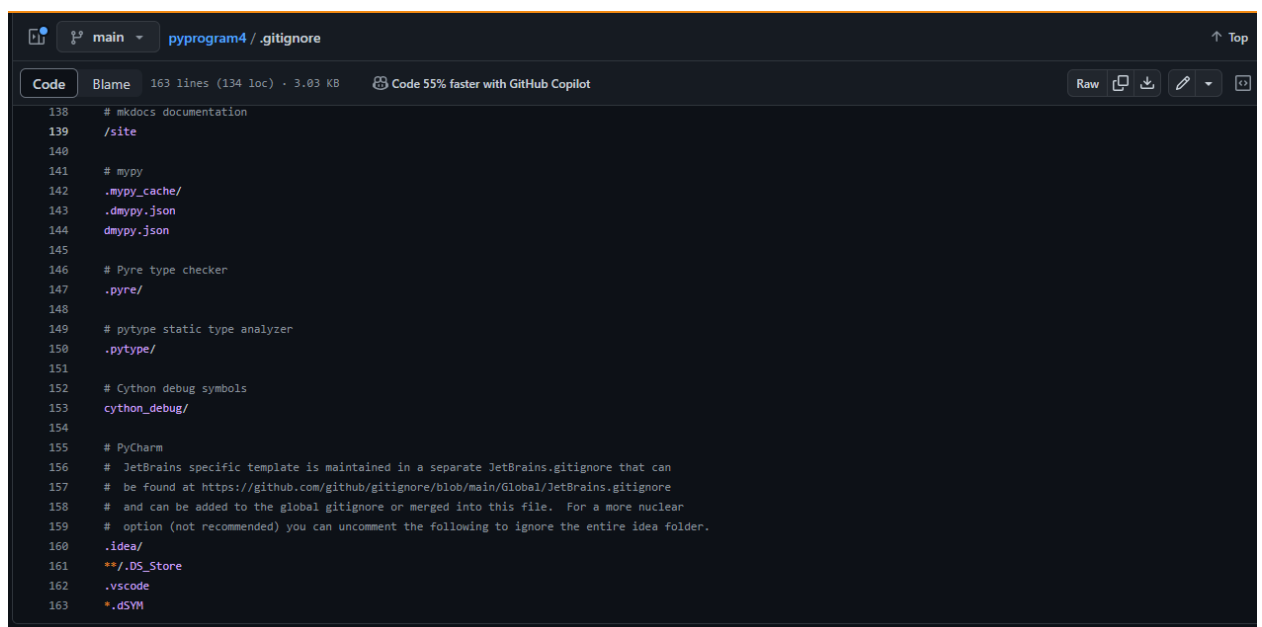 main pyprogram4 / .gitignore Top
Code Blame 163 lines (134 loc) · 3.03 KB Code 55% faster with GitHub Copilot Raw
138 # mkdocs documentation
139 /site
140
141 # mypy
142 .mypy_cache/
143 .dmypy.json
144 dmypy.json
145
146 # Pyre type checker
147 .pyre/
148
149 # pytype static type analyzer
150 .pytype/
151
152 # Cython debug symbols
153 cython_debug/
154
155 # PyCharm
156 #  JetBrains specific template is maintained in a separate JetBrains.gitignore that can
157 #  be found at https://github.com/github/gitignore/blob/main/Global/JetBrains.gitignore
158 #  and can be added to the global gitignore or merged into this file.  For a more nuclear
159 #  option (not recommended) you can uncomment the following to ignore the entire idea folder.
160 .idea/
161 **/.DS_Store
162 .vscode
163 *.dSYM